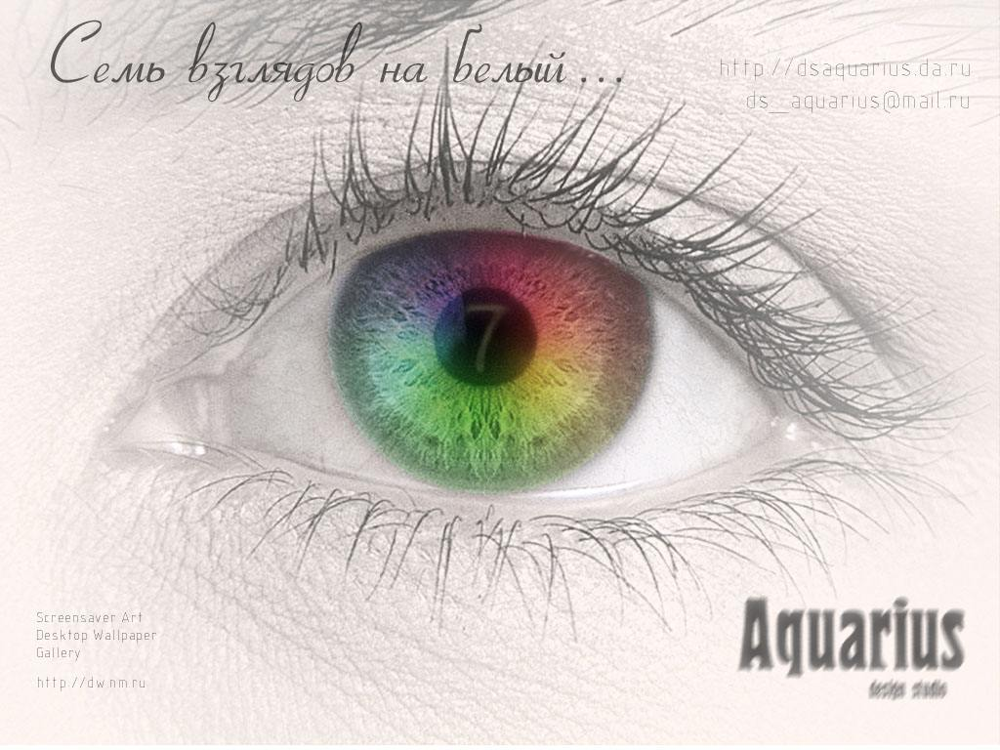 Семь взглядов на белый ...
http://dsaquarius.da.ru
ds_aquarius@mail.ru
7
Screensaver Art
Desktop Wallpaper
Gallery
http://dw.nm.ru
Aquarius
design studio